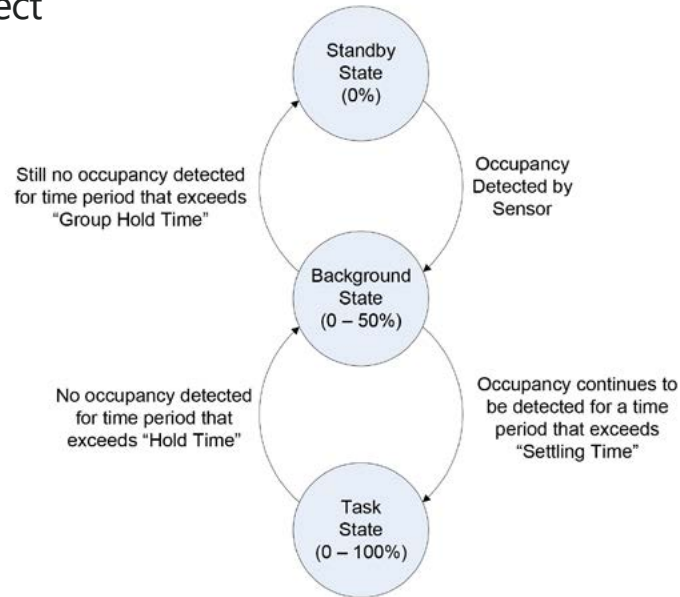 ect
Standby
State
(0%)
Still no occupancy detected
for time period that exceeds
“Group Hold Time”
Occupancy
Detected by
Sensor
Background
State
(0 – 50%)
No occupancy detected
for time period that
exceeds “Hold Time”
Occupancy continues to
be detected for a time
period that exceeds
“Settling Time”
Task
State
(0 – 100%)